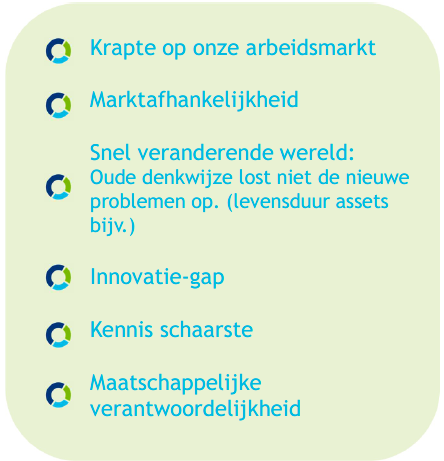 Krapte op onze arbeidsmarkt
Marktafhankelijkheid
Snel veranderende wereld:
Oude denkwijze lost niet de nieuwe
problemen op. (levensduur assets
bijv.)
Innovatie-gap
Kennis schaarste
Maatschappelijke
verantwoordelijkheid